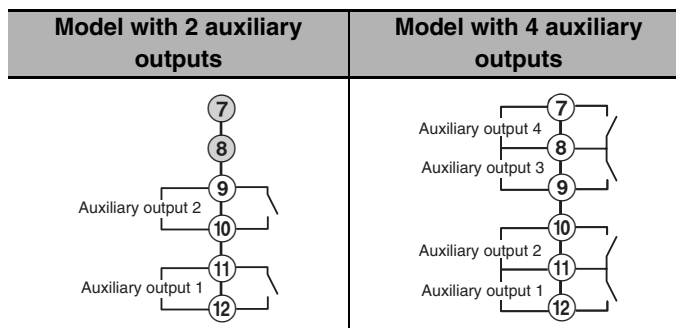 Model with 2 auxiliary
outputs
Model with 4 auxiliary
outputs
7
8
9
Auxiliary output 2
10
11
Auxiliary output 1
12
7
Auxiliary output 4
8
Auxiliary output 3
9
10
Auxiliary output 2
11
Auxiliary output 1
12